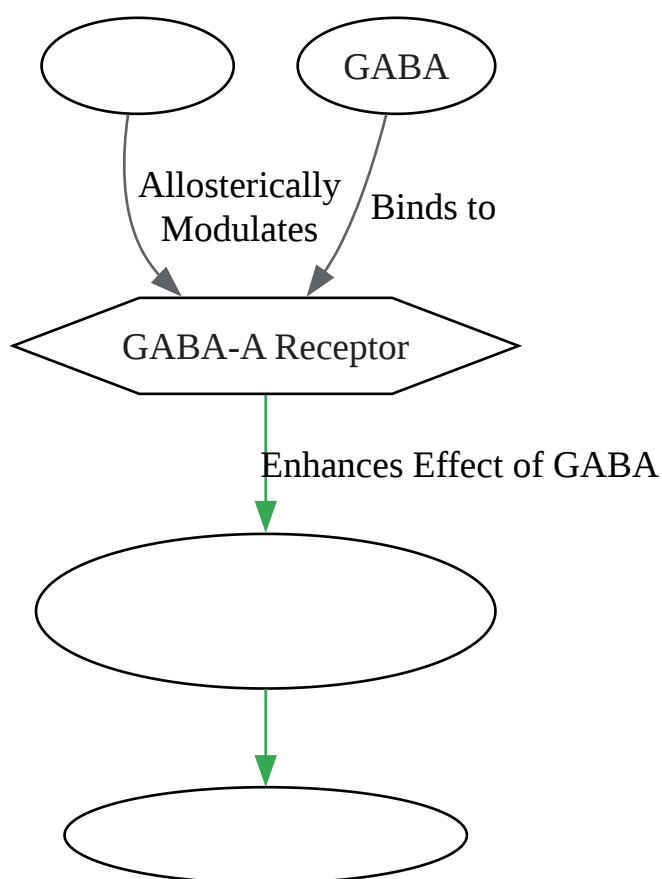 GABA
Allosterically
Modulates
Binds to
GABA-A Receptor
Enhances Effect of GABA